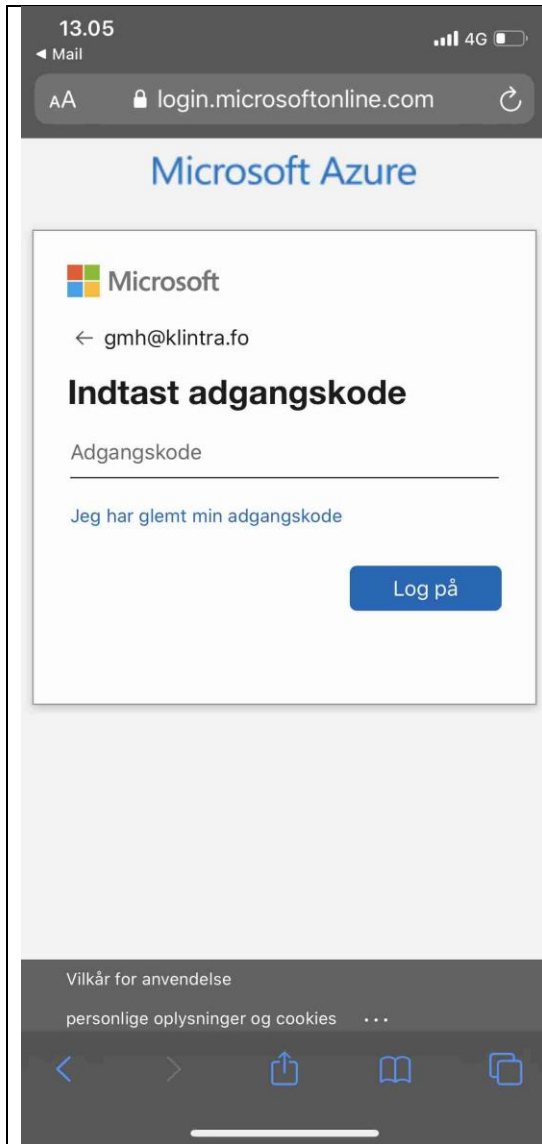 13.05
4G
◄ Mail
AA login.microsoftonline.com
Microsoft Azure
Microsoft
← gmh@klintra.fo
Indtast adgangskode
Adgangskode
Jeg har glemt min adgangskode
Log på
Vilkår for anvendelse
personlige oplysninger og cookies ...